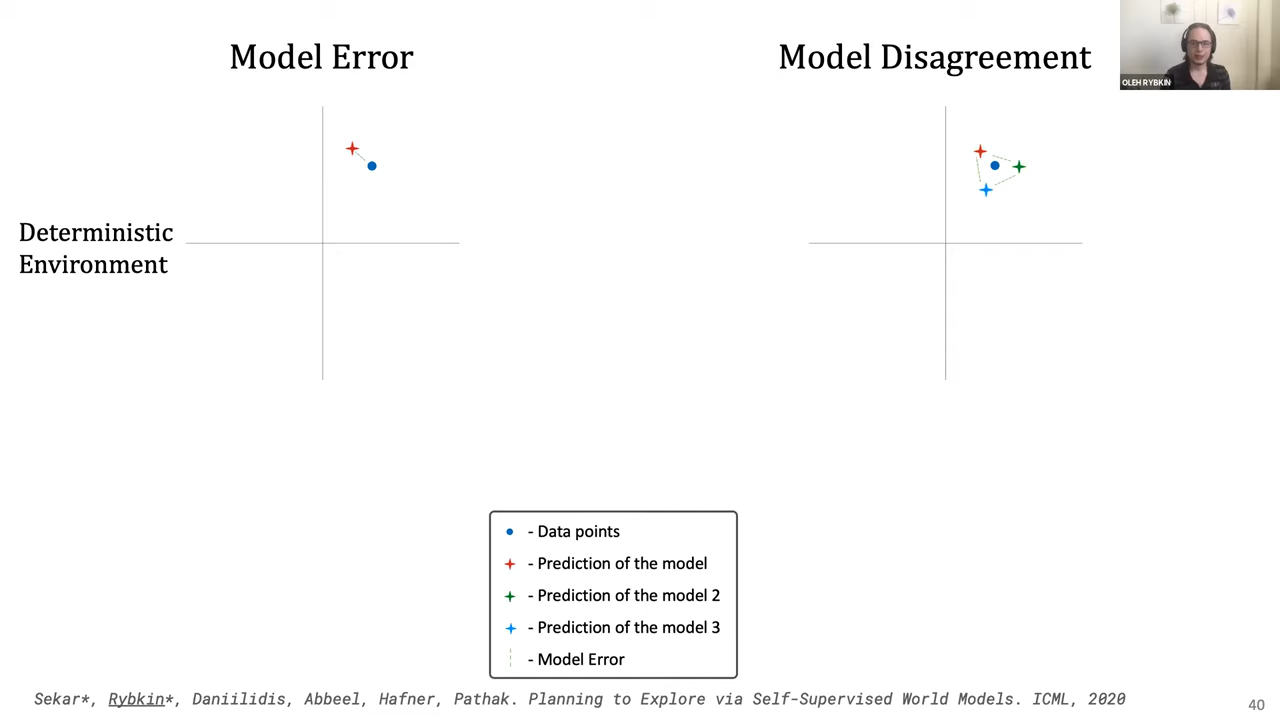 Model Error
Model Disagreement
OLEH RYBKIN
Deterministic
Environment
- Data points
- Prediction of the model
- Prediction of the model 2
- Prediction of the model 3
- Model Error
Sekar*, Rybkin*, Daniilidis, Abbeel, Hafner, Pathak. Planning to Explore via Self-Supervised World Models. ICML, 2020
40